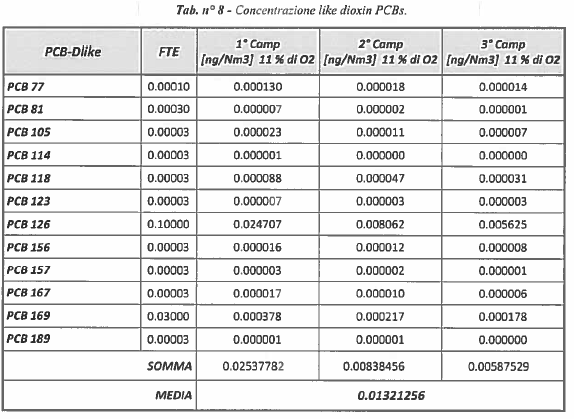 Tab. n° 8 - Concentrazione like dioxin PCBs.
PCB-Dlike FTE 1° Camp [ng/Nm3] 11 % di O2 2° Camp [ng/Nm3] 11 % di O2 3° Camp [ng/Nm3] 11 % di O2
PCB 77 0.00010 0.000130 0.000018 0.000014
PCB 81 0.00030 0.000007 0.000002 0.000001
PCB 105 0.00003 0.000023 0.000011 0.000007
PCB 114 0.00003 0.000001 0.000000 0.000000
PCB 118 0.00003 0.000088 0.000047 0.000031
PCB 123 0.00003 0.000007 0.000003 0.000003
PCB 126 0.10000 0.024707 0.008062 0.005625
PCB 156 0.00003 0.000016 0.000012 0.000008
PCB 157 0.00003 0.000003 0.000002 0.000001
PCB 167 0.00003 0.000017 0.000010 0.000006
PCB 169 0.03000 0.000378 0.000217 0.000178
PCB 189 0.00003 0.000001 0.000001 0.000000
SOMMA 0.02537782 0.00838456 0.00587529
MEDIA 0.01321256